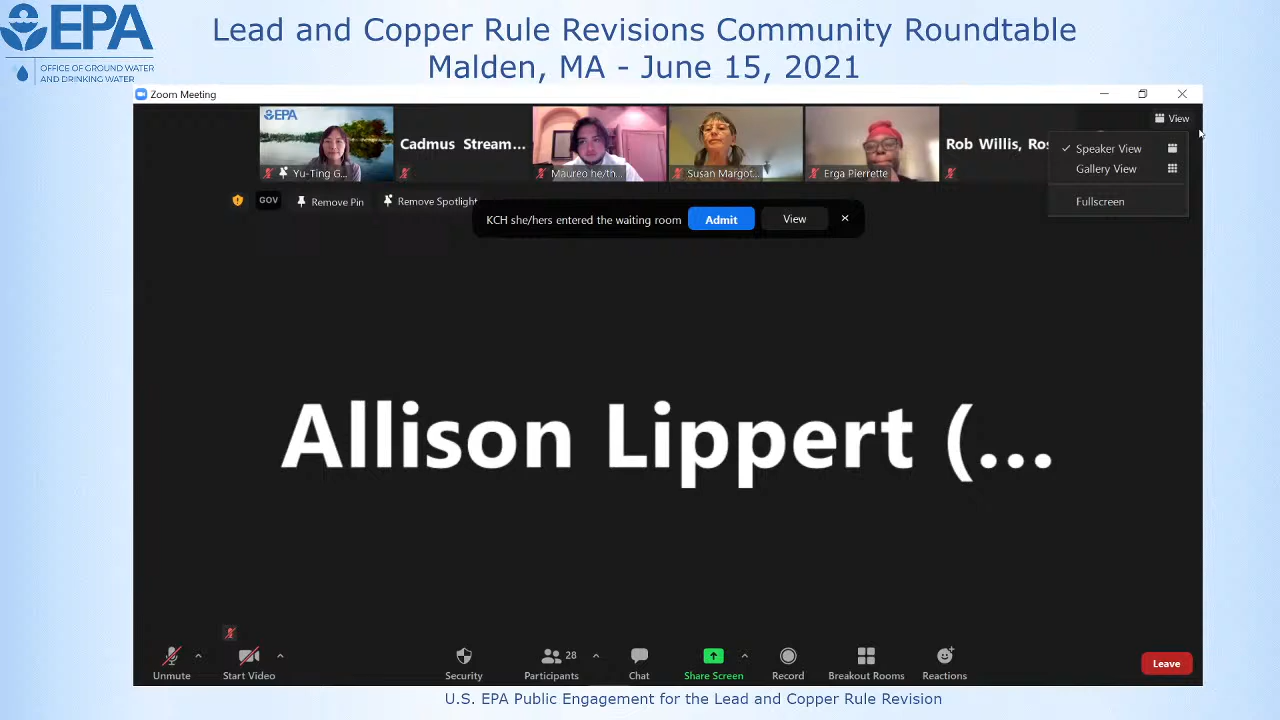 EPA
OFFICE OF GROUND WATER
AND DRINKING WATER
Lead and Copper Rule Revisions Community Roundtable
Malden, MA - June 15, 2021
Zoom Meeting
EPA
Yu-Ting G...
Cadmus Stream...
Maureo he/th...
Susan Margot...
Erga Pierrette
Rob Willis, Ros
View
Speaker View
Gallery View
Fullscreen
GOV
Remove Pin
Remove Spotlight
KCH she/hers entered the waiting room
Admit
View
Allison Lippert (...
Unmute
Start Video
Security
28
Participants
Chat
Share Screen
Record
Breakout Rooms
Reactions
Leave
U.S. EPA Public Engagement for the Lead and Copper Rule Revision